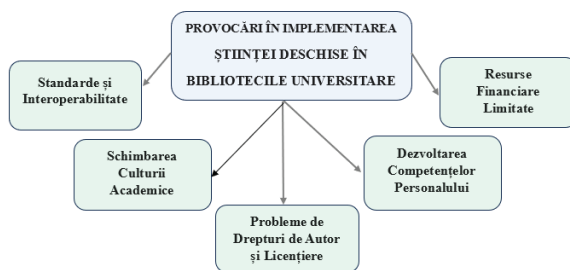 PROVOCĂRI ÎN IMPLEMENTAREA
ȘTIINȚEI DESCHISE ÎN
BIBLIOTECILE UNIVERSITARE
Standarde și
Interoperabilitate
Resurse
Financiare
Limitate
Schimbarea
Culturii
Academice
Dezvoltarea
Competențelor
Personalului
Probleme de
Drepturi de Autor
și Licențiere